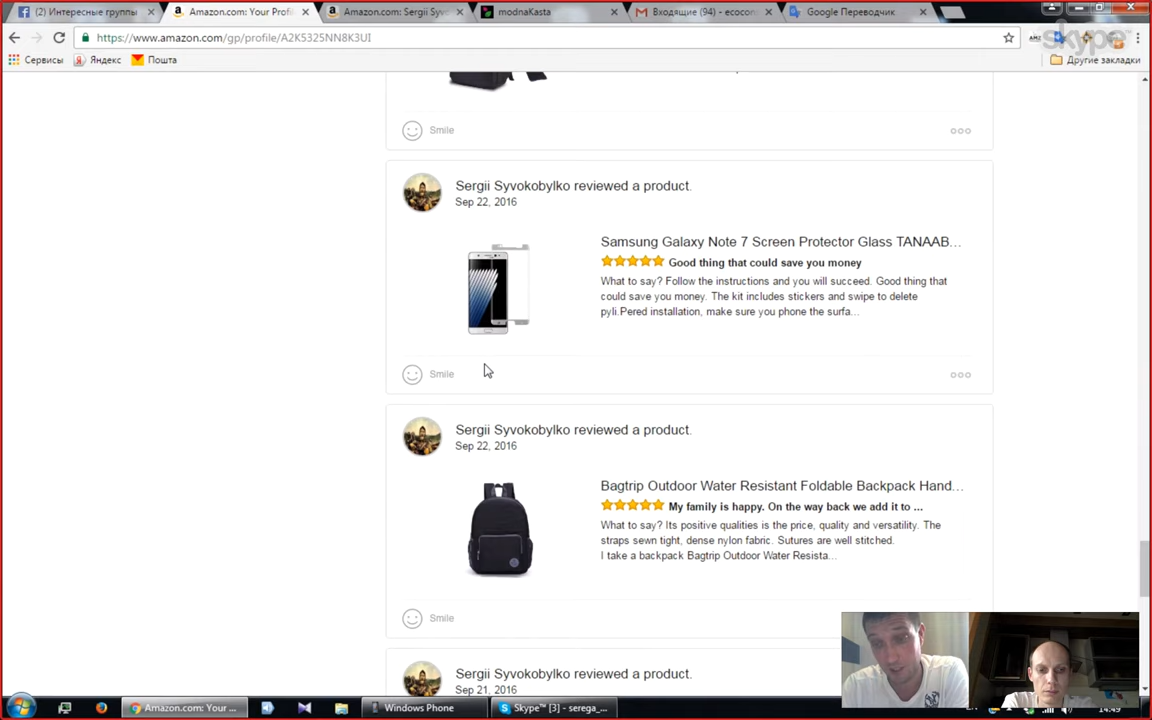 (2) Интересные группы
Amazon.com: Your Profi
Amazon.com: Sergii Syvo
modnaKasta
Входящие (94) - ecocon
Google Переводчик
https://www.amazon.com/gp/profile/A2K5325NN8K3UI
skype
Сервисы
Яндекс
Почта
Другие закладки
Smile
Sergii Syvokobylko reviewed a product.
Sep 22, 2016
Samsung Galaxy Note 7 Screen Protector Glass TANAAB...
Good thing that could save you money
What to say? Follow the instructions and you will succeed. Good thing that
could save you money. The kit includes stickers and swipe to delete
pyli.Pered installation, make sure you phone the surfa...
Smile
Sergii Syvokobylko reviewed a product.
Sep 22, 2016
Bagtrip Outdoor Water Resistant Foldable Backpack Hand...
My family is happy. On the way back we add it to ...
What to say? Its positive qualities is the price, quality and versatility. The
straps sewn tight, dense nylon fabric. Sutures are well stitched.
I take a backpack Bagtrip Outdoor Water Resista...
Smile
Sergii Syvokobylko reviewed a product.
Sep 21, 2016
Amazon.com: Your ...
Windows Phone
Skype™ [3] - serega_...
14:49